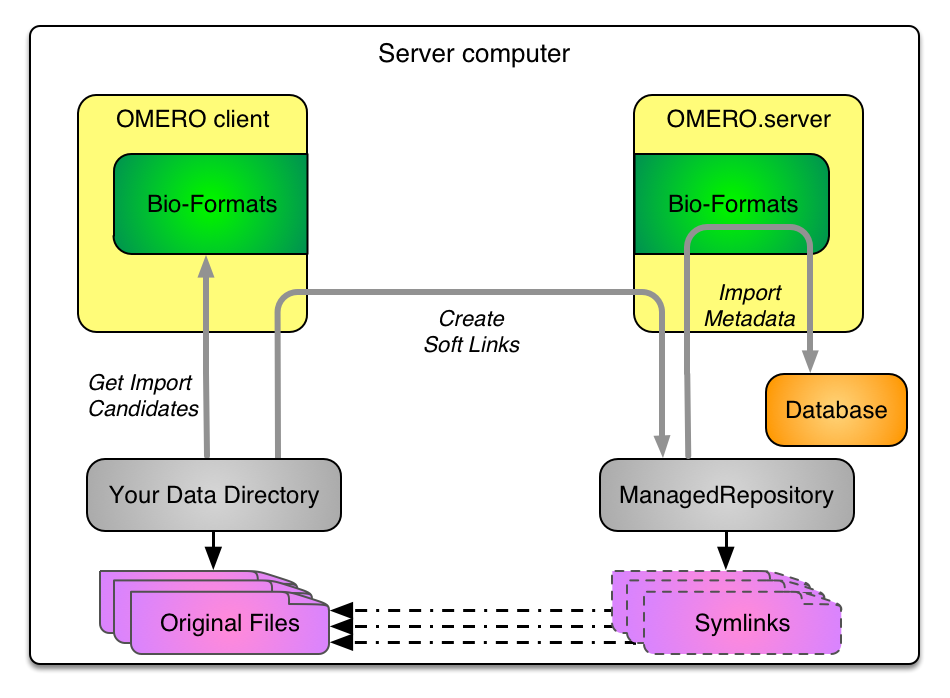 Server computer
OMERO client
OMERO.server
Bio-Formats
Bio-Formats
Import
Metadata
Create
Soft Links
Get Import
Candidates
Database
Your Data Directory
ManagedRepository
Original Files
Symlinks